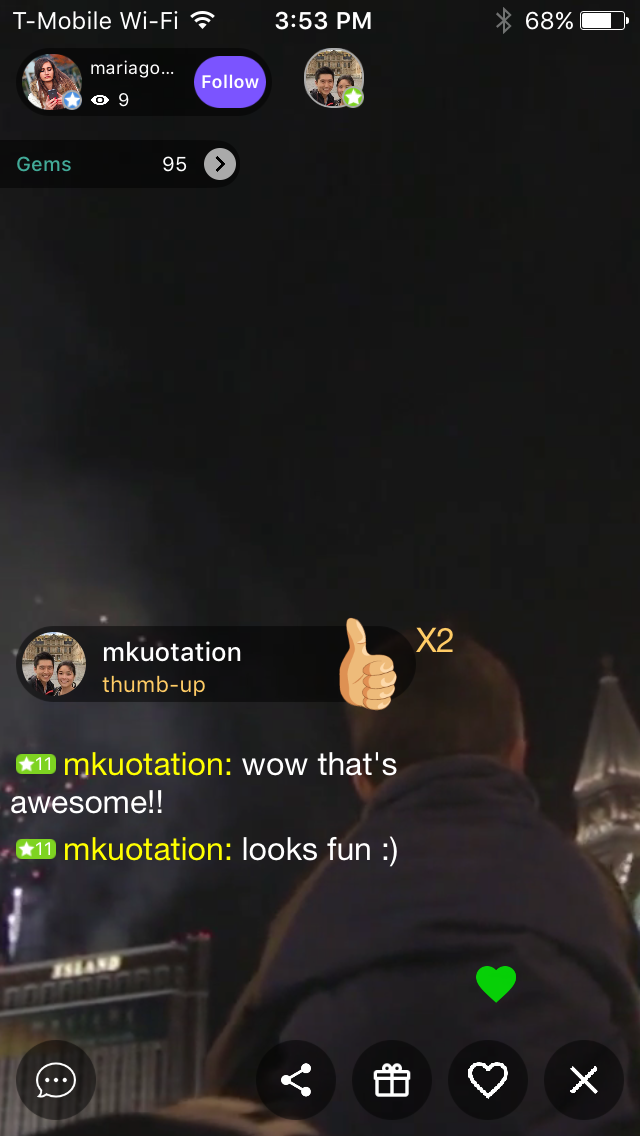 T-Mobile Wi-Fi 3:53 PM 68%
mariago... Follow
9
Gems 95
mkuotation X2
thumb-up
11 mkuotation: wow that's
awesome!!
11 mkuotation: looks fun :)